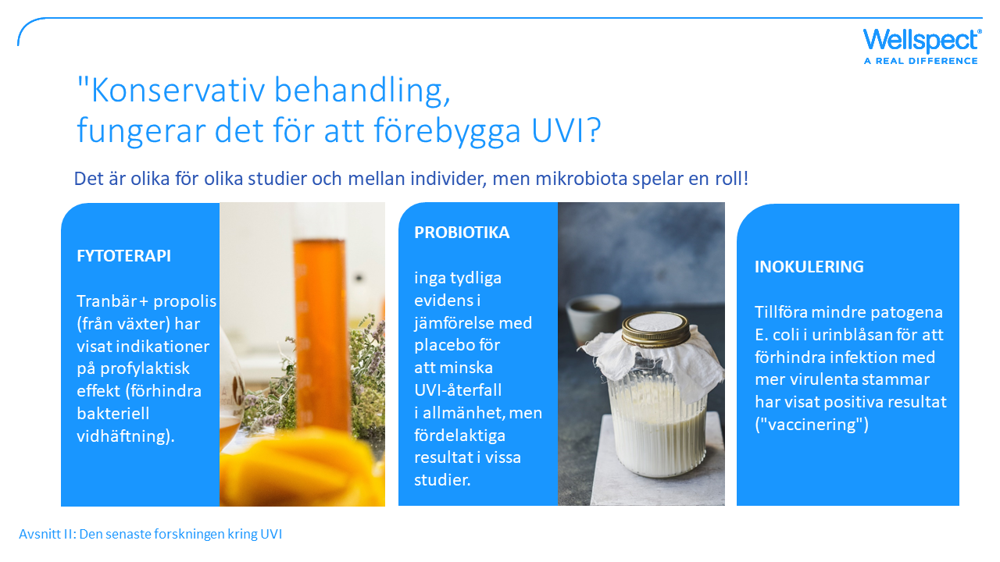 Wellspect®
A REAL DIFFERENCE
"Konservativ behandling,
fungerar det för att förebygga UVI?
Det är olika för olika studier och mellan individer, men mikrobiota spelar en roll!
FYTOTERAPI
Tranbär + propolis
(från växter) har
visat indikationer
på profylaktisk
effekt (förhindra
bakteriell
vidhäftning).
PROBIOTIKA
inga tydliga
evidens i
jämförelse med
placebo för
att minska
UVI-återfall
i allmänhet, men
fördelaktiga
resultat i vissa
studier.
INOKULERING
Tillföra mindre patogena
E. coli i urinblåsan för att
förhindra infektion med
mer virulenta stammar
har visat positiva resultat
("vaccinering")
Avsnitt II: Den senaste forskningen kring UVI